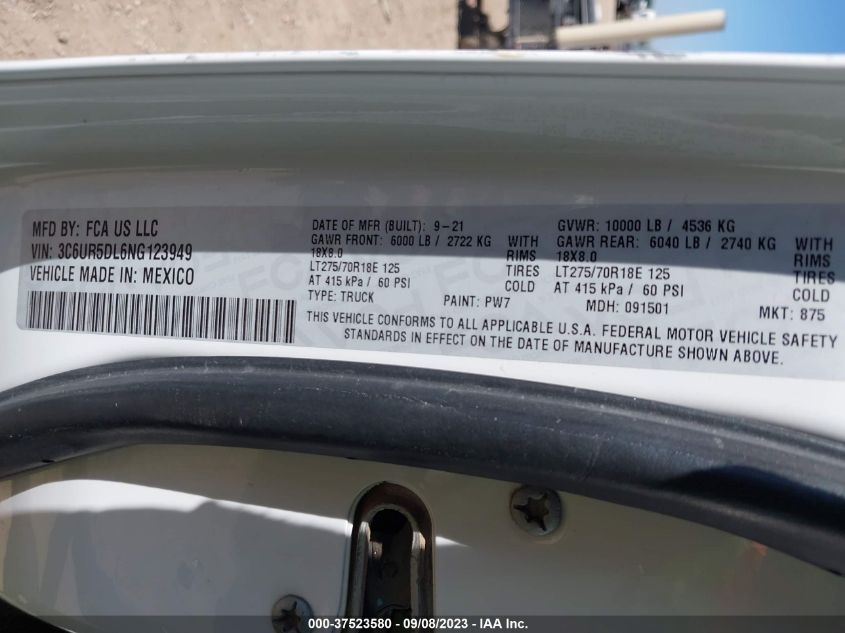 MFD BY: FCA US LLC
VIN: 3C6UR5DL6NG123949
VEHICLE MADE IN: MEXICO
DATE OF MFR (BUILT): 9-21
GAWR FRONT: 6000 LB / 2722 KG WITH
18X8.0 RIMS
LT275/70R18E 125 TIRES
AT 415 kPa / 60 PSI COLD
TYPE: TRUCK PAINT: PW7
GVWR: 10000 LB / 4536 KG
GAWR REAR: 6040 LB / 2740 KG WITH
18X8.0 RIMS
LT275/70R18E 125 TIRES
AT 415 kPa / 60 PSI COLD
MDH: 091501 MKT: 875
THIS VEHICLE CONFORMS TO ALL APPLICABLE U.S.A. FEDERAL MOTOR VEHICLE SAFETY
STANDARDS IN EFFECT ON THE DATE OF MANUFACTURE SHOWN ABOVE.
000-37523580 - 09/08/2023 - IAA Inc.